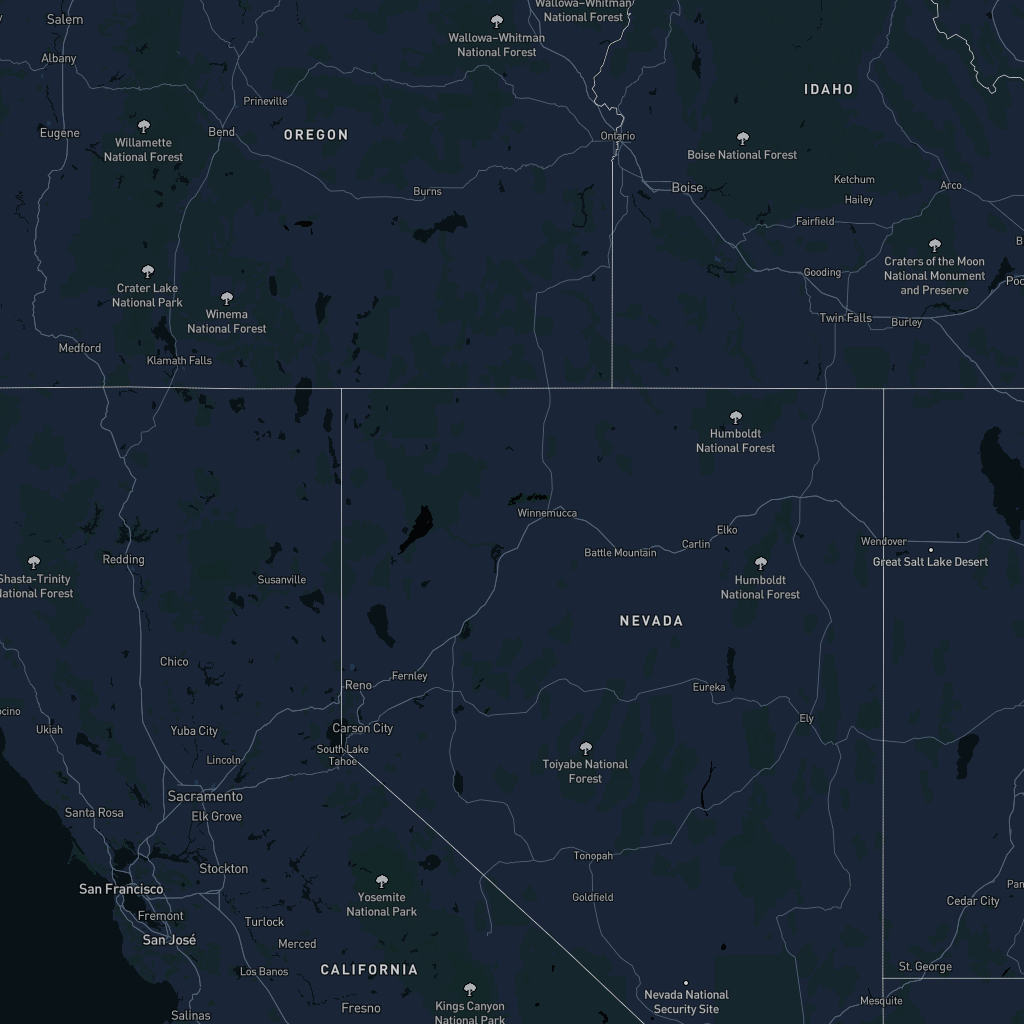 Wallowa–Whitman
National Forest
Salem
Wallowa–Whitman
National Forest
Albany
IDAHO
Prineville
Eugene
Bend
OREGON
Ontario
Willamette
National Forest
Boise National Forest
Ketchum
Arco
Burns
Boise
Hailey
Fairfield
Craters of the Moon
National Monument
and Preserve
Gooding
Crater Lake
National Park
Winema
National Forest
Twin Falls
Burley
Medford
Klamath Falls
Humboldt
National Forest
Winnemucca
Elko
Carlin
Battle Mountain
Wendover
Great Salt Lake Desert
Redding
Shasta-Trinity
National Forest
Susanville
Humboldt
National Forest
NEVADA
Chico
Fernley
Reno
Eureka
Ely
Ukiah
Yuba City
Carson City
South Lake
Tahoe
Lincoln
Toiyabe National
Forest
Sacramento
Santa Rosa
Elk Grove
Stockton
Tonopah
San Francisco
Yosemite
National Park
Goldfield
Cedar City
Fremont
Turlock
San José
Merced
Los Banos
CALIFORNIA
St. George
Nevada National
Security Site
Mesquite
Fresno
Kings Canyon
National Park
Salinas